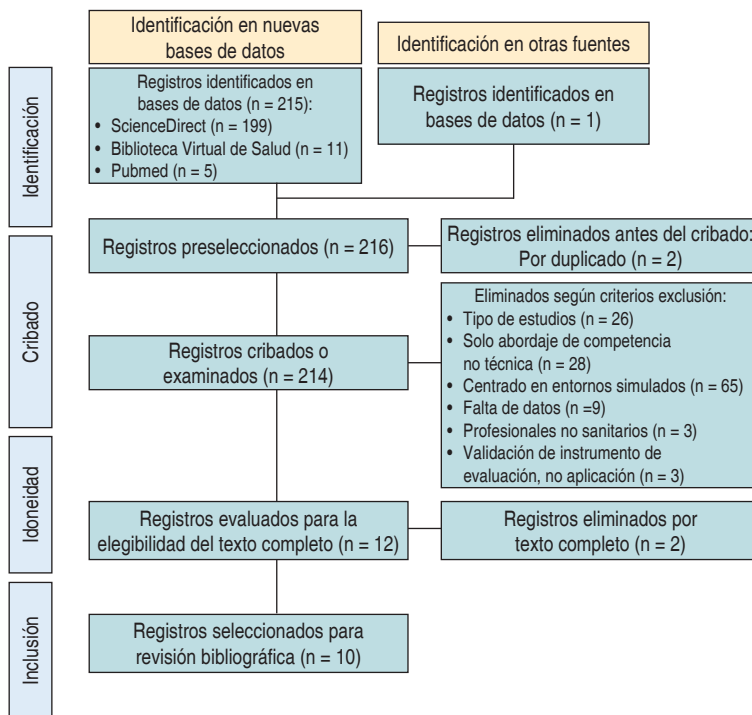 Identificación en nuevas
bases de datos
Identificación en otras fuentes
Identificación
Registros identificados en
bases de datos (n = 215):
• ScienceDirect (n = 199)
• Biblioteca Virtual de Salud (n = 11)
• Pubmed (n = 5)
Registros identificados en
bases de datos (n = 1)
Cribado
Registros preseleccionados (n = 216)
Registros eliminados antes del cribado:
Por duplicado (n = 2)
Registros cribados o
examinados (n = 214)
Eliminados según criterios exclusión:
• Tipo de estudios (n = 26)
• Solo abordaje de competencia
no técnica (n = 28)
• Centrado en entornos simulados (n = 65)
• Falta de datos (n =9)
• Profesionales no sanitarios (n = 3)
• Validación de instrumento de
evaluación, no aplicación (n = 3)
Idoneidad
Registros evaluados para la
elegibilidad del texto completo (n = 12)
Registros eliminados por
texto completo (n = 2)
Inclusión
Registros seleccionados para
revisión bibliográfica (n = 10)